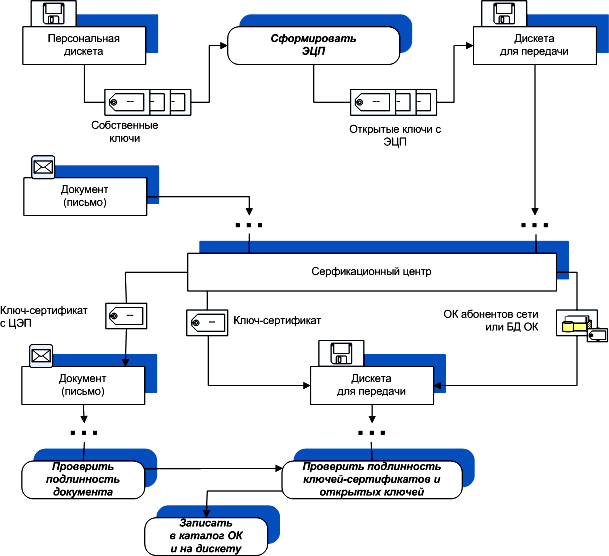 Персональная
дискета
Сформировать
ЭЦП
Дискета
для передачи
Собственные
ключи
Открытые ключи с
ЭЦП
Документ
(письмо)
Серфикационный центр
Ключ-сертификат
с ЦЭП
Ключ-сертификат
ОК абонентов сети
или БД ОК
Документ
(письмо)
Дискета
для передачи
Проверить
подлинность
документа
Проверить подлинность
ключей-сертификатов и
открытых ключей
Записать
в каталог ОК
и на дискету